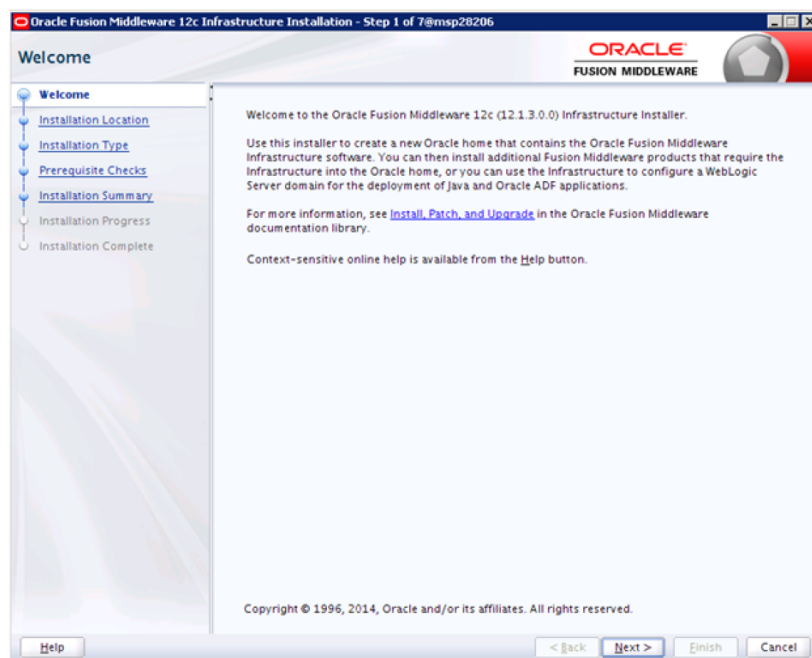 Oracle Fusion Middleware 12c Infrastructure Installation - Step 1 of 7@msp28206
Welcome
ORACLE
FUSION MIDDLEWARE
Welcome
Installation Location
Installation Type
Prerequisite Checks
Installation Summary
Installation Progress
Installation Complete
Welcome to the Oracle Fusion Middleware 12c (12.1.3.0.0) Infrastructure Installer.
Use this installer to create a new Oracle home that contains the Oracle Fusion Middleware
Infrastructure software. You can then install additional Fusion Middleware products that require the
Infrastructure into the Oracle home, or you can use the Infrastructure to configure a WebLogic
Server domain for the deployment of Java and Oracle ADF applications.
For more information, see Install, Patch, and Upgrade in the Oracle Fusion Middleware
documentation library.
Context-sensitive online help is available from the Help button.
Copyright © 1996, 2014, Oracle and/or its affiliates. All rights reserved.
Help
< Back
Next >
Finish
Cancel